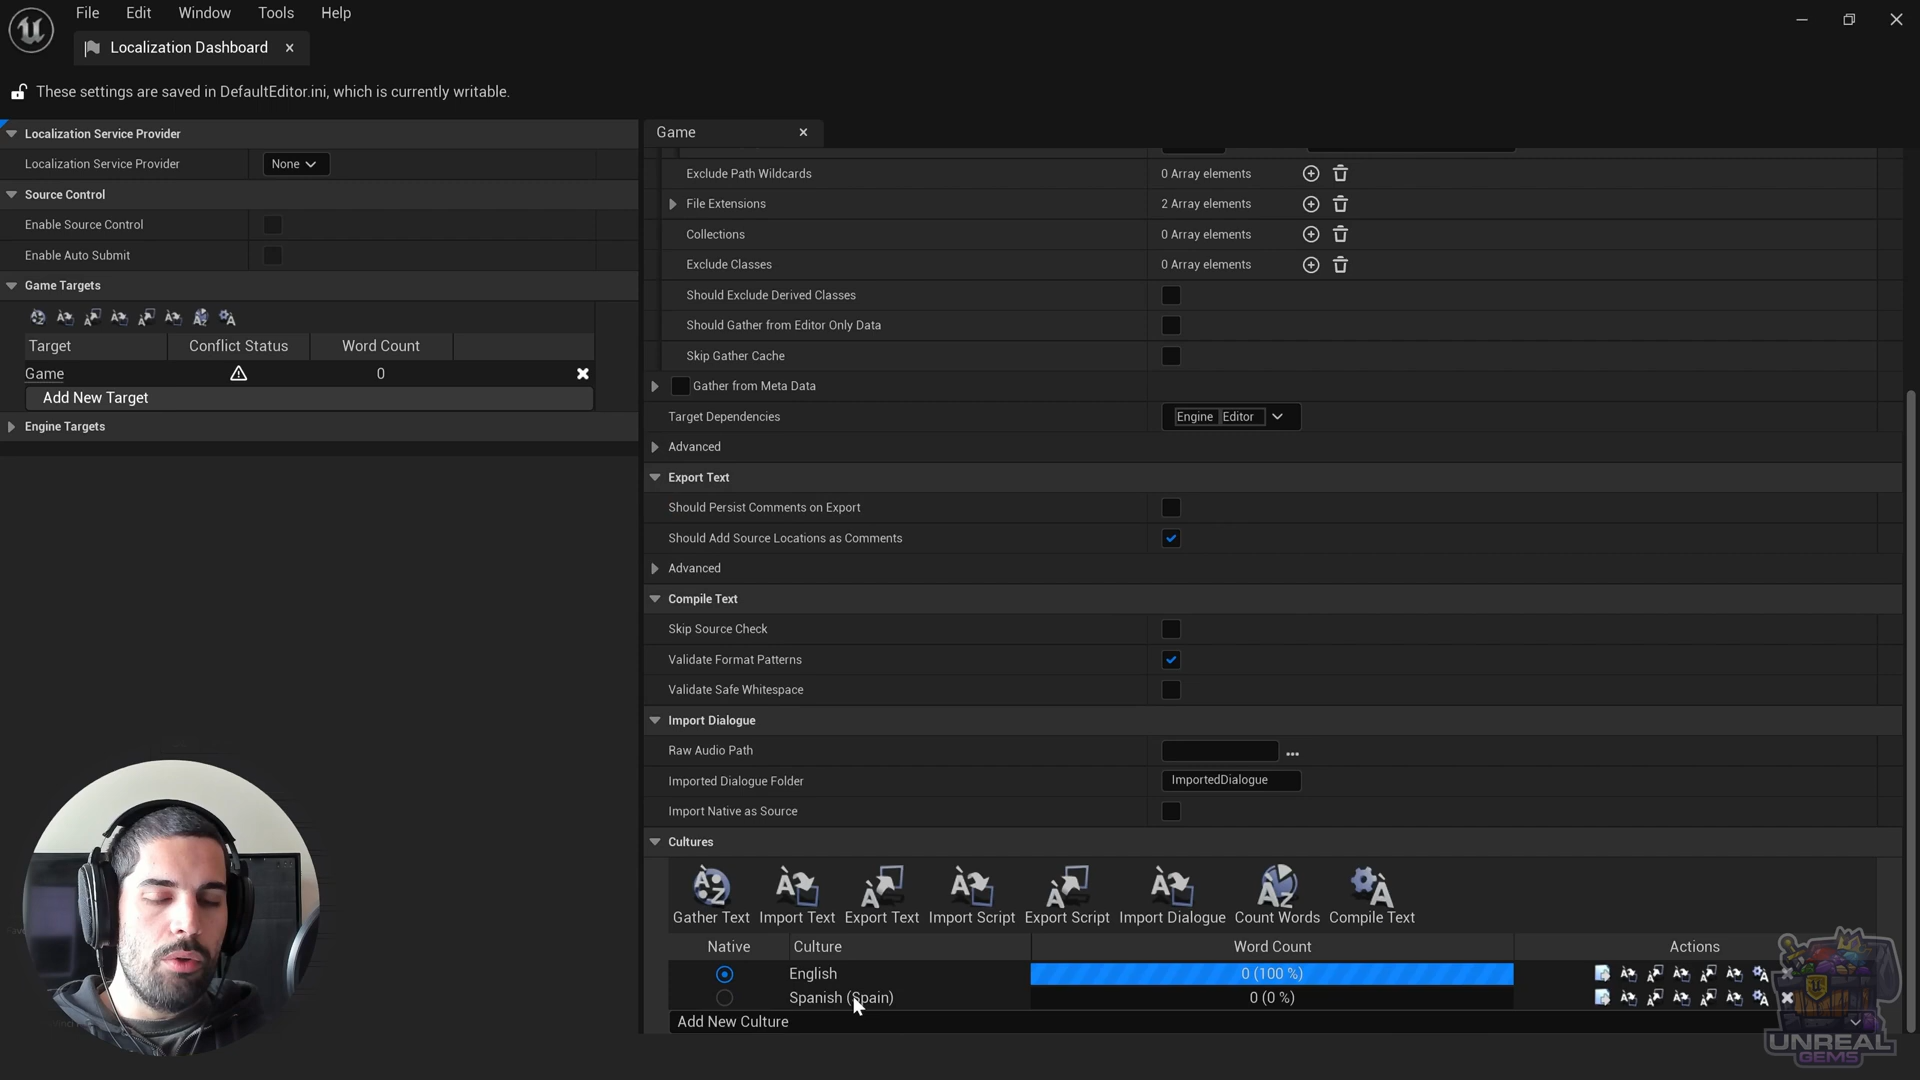 File Edit Window Tools Help
Localization Dashboard
These settings are saved in DefaultEditor.ini, which is currently writable.
Localization Service Provider
Localization Service Provider None
Source Control
Enable Source Control
Enable Auto Submit
Game Targets
Target Conflict Status Word Count
Game 0
Add New Target
Engine Targets
Game
Exclude Path Wildcards 0 Array elements
File Extensions 2 Array elements
Collections 0 Array elements
Exclude Classes 0 Array elements
Should Exclude Derived Classes
Should Gather from Editor Only Data
Skip Gather Cache
Gather from Meta Data
Target Dependencies Engine Editor
Advanced
Export Text
Should Persist Comments on Export
Should Add Source Locations as Comments
Advanced
Compile Text
Skip Source Check
Validate Format Patterns
Validate Safe Whitespace
Import Dialogue
Raw Audio Path ...
Imported Dialogue Folder ImportedDialogue
Import Native as Source
Cultures
Gather Text Import Text Export Text Import Script Export Script Import Dialogue Count Words Compile Text
Native Culture Word Count Actions
English 0 (100 %)
Spanish (Spain) 0 (0 %)
Add New Culture
UNREAL
GEMS